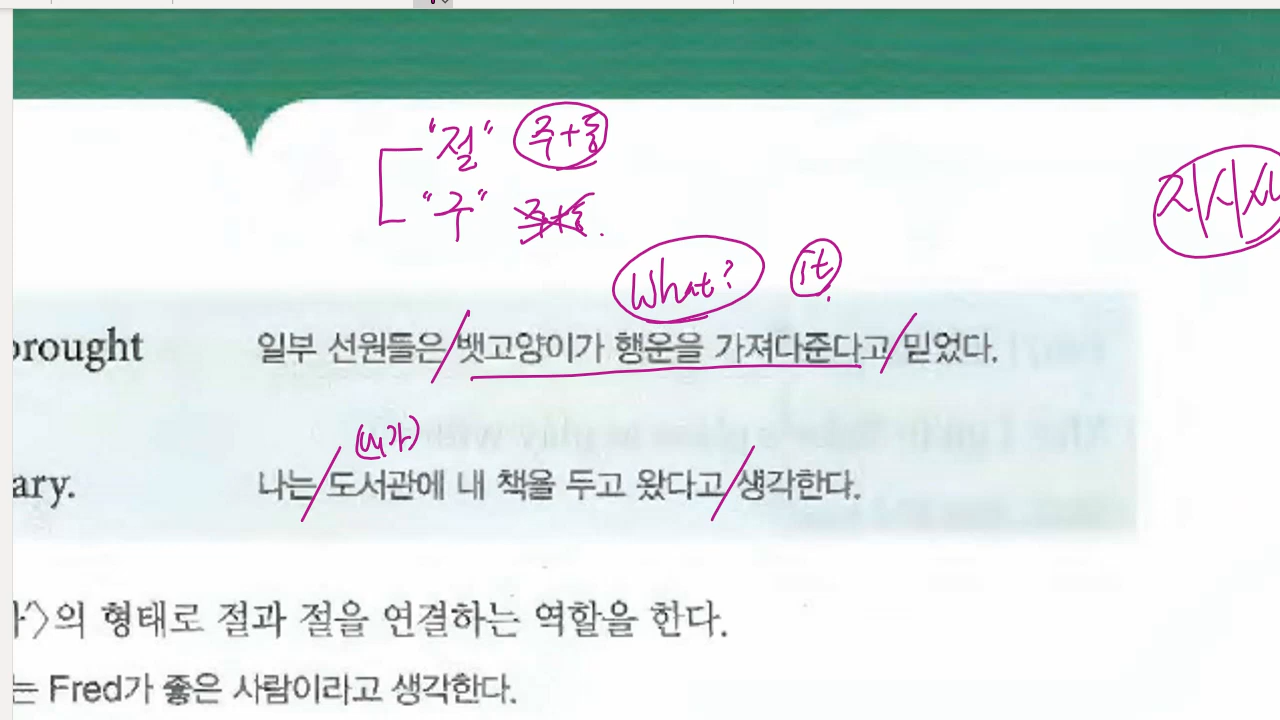 "절" 주+동
"구" 주+동.
지/시/사
What? it
brought 일부 선원들은/뱃고양이가 행운을 가져다준다고/믿었다.
(내가)
ary. 나는/도서관에 내 책을 두고 왔다고/생각한다.
〉의 형태로 절과 절을 연결하는 역할을 한다.
는 Fred가 좋은 사람이라고 생각한다.